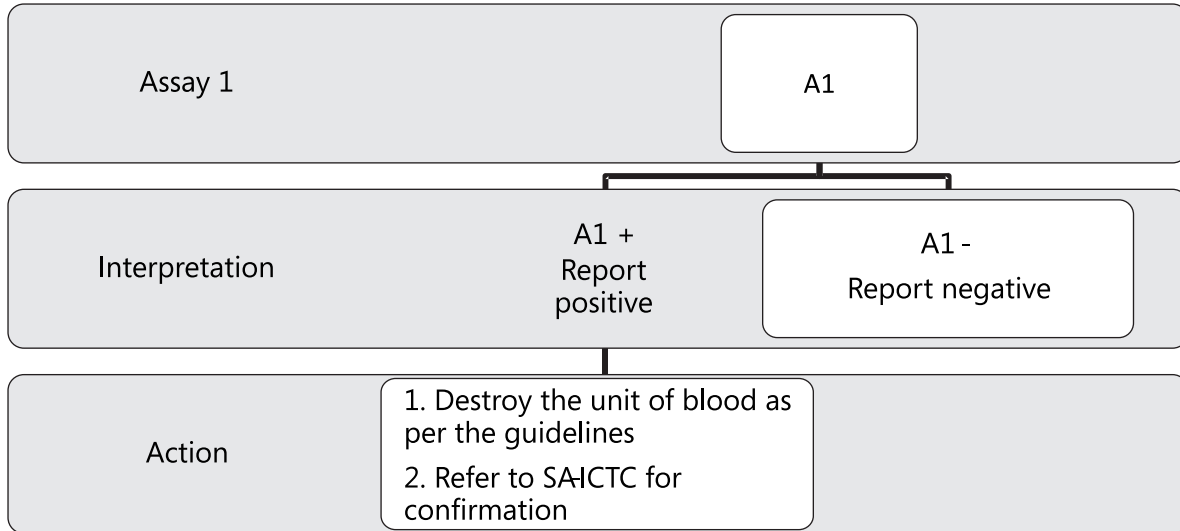 Assay 1
A1
Interpretation
A1 +
Report
positive
A1 -
Report negative
Action
1. Destroy the unit of blood as
per the guidelines
2. Refer to SA-ICTC for
confirmation